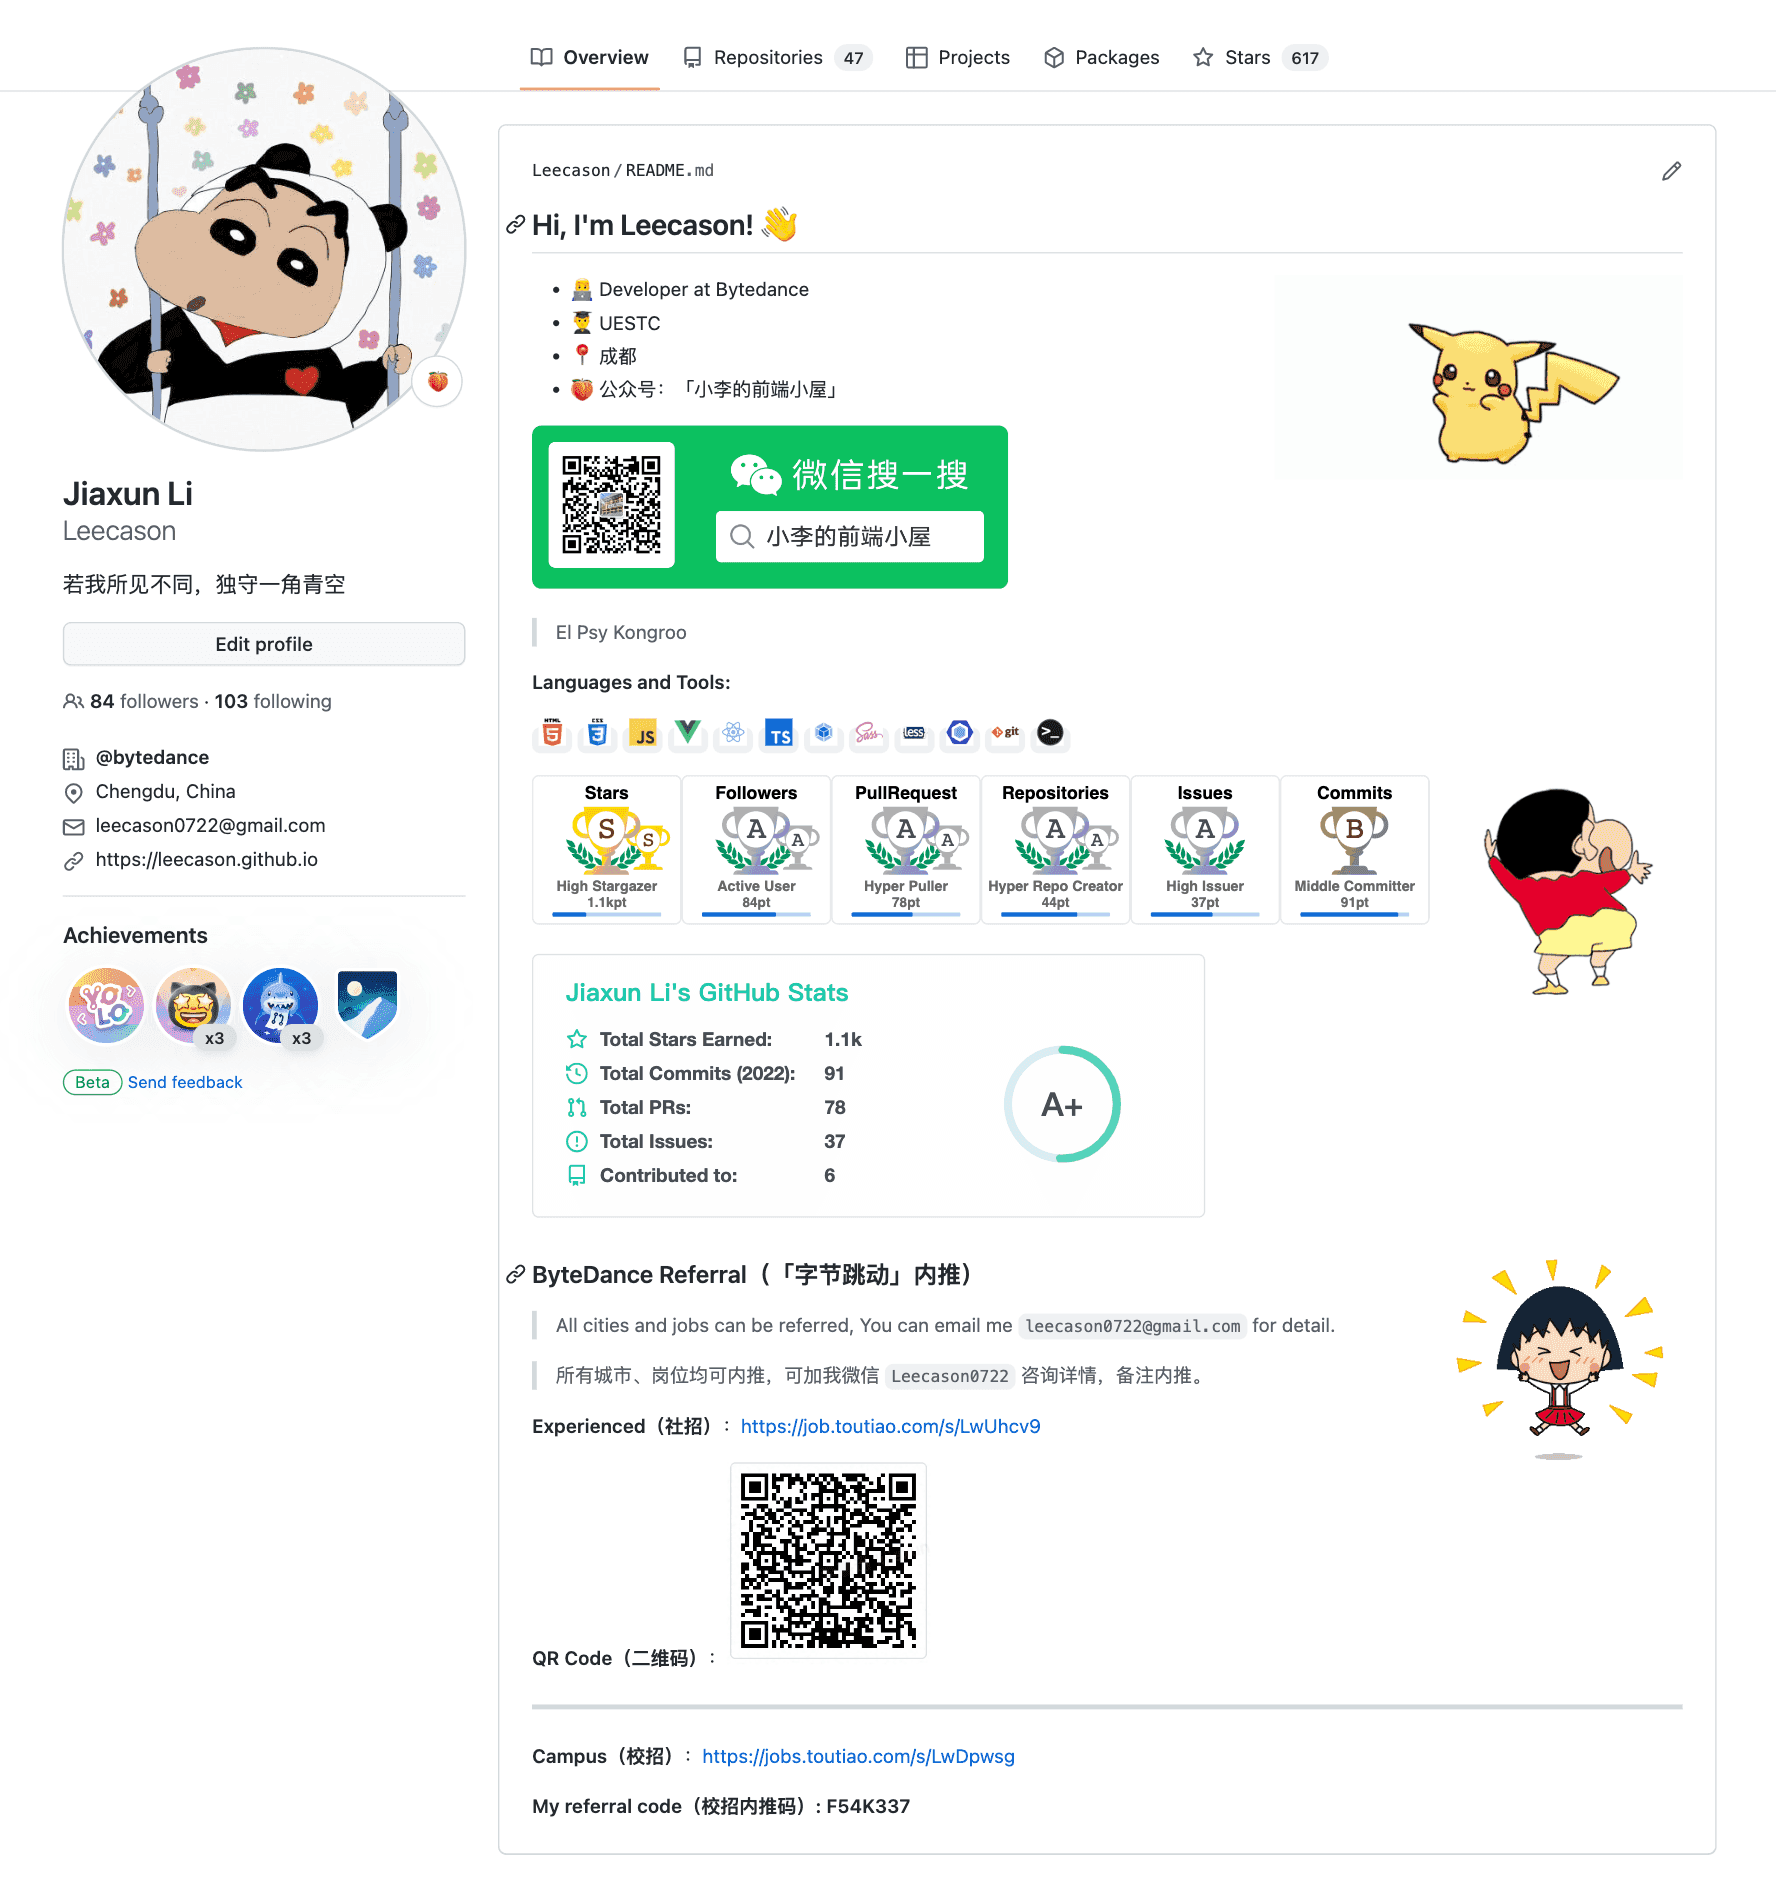 Overview Repositories 47 Projects Packages Stars 617
Jiaxun Li
Leecason
若我所见不同，独守一角青空
Edit profile
84 followers · 103 following
@bytedance
Chengdu, China
leecason0722@gmail.com
https://leecason.github.io
Achievements
YOLO
x3
x3
Beta Send feedback
Leecason/README.md
Hi, I'm Leecason! 👋
• 👨‍💻 Developer at Bytedance
• 👨‍🎓 UESTC
• 📍 成都
• 🍑 公众号：「小李的前端小屋」
微信搜一搜
小李的前端小屋
El Psy Kongroo
Languages and Tools:
HTML 5 CSS 3 JS TS Sass less git >_
Stars Followers PullRequest Repositories Issues Commits
S S A A A A A A A B
High Stargazer Active User Hyper Puller Hyper Repo Creator High Issuer Middle Committer
1.1kpt 84pt 78pt 44pt 37pt 91pt
Jiaxun Li's GitHub Stats
Total Stars Earned: 1.1k
Total Commits (2022): 91
Total PRs: 78
Total Issues: 37
Contributed to: 6
A+
ByteDance Referral（「字节跳动」内推）
All cities and jobs can be referred, You can email me leecason0722@gmail.com for detail.
所有城市、岗位均可内推，可加我微信 Leecason0722 咨询详情，备注内推。
Experienced（社招）: https://job.toutiao.com/s/LwUhcv9
QR Code（二维码）:
Campus（校招）: https://jobs.toutiao.com/s/LwDpwsg
My referral code（校招内推码）: F54K337